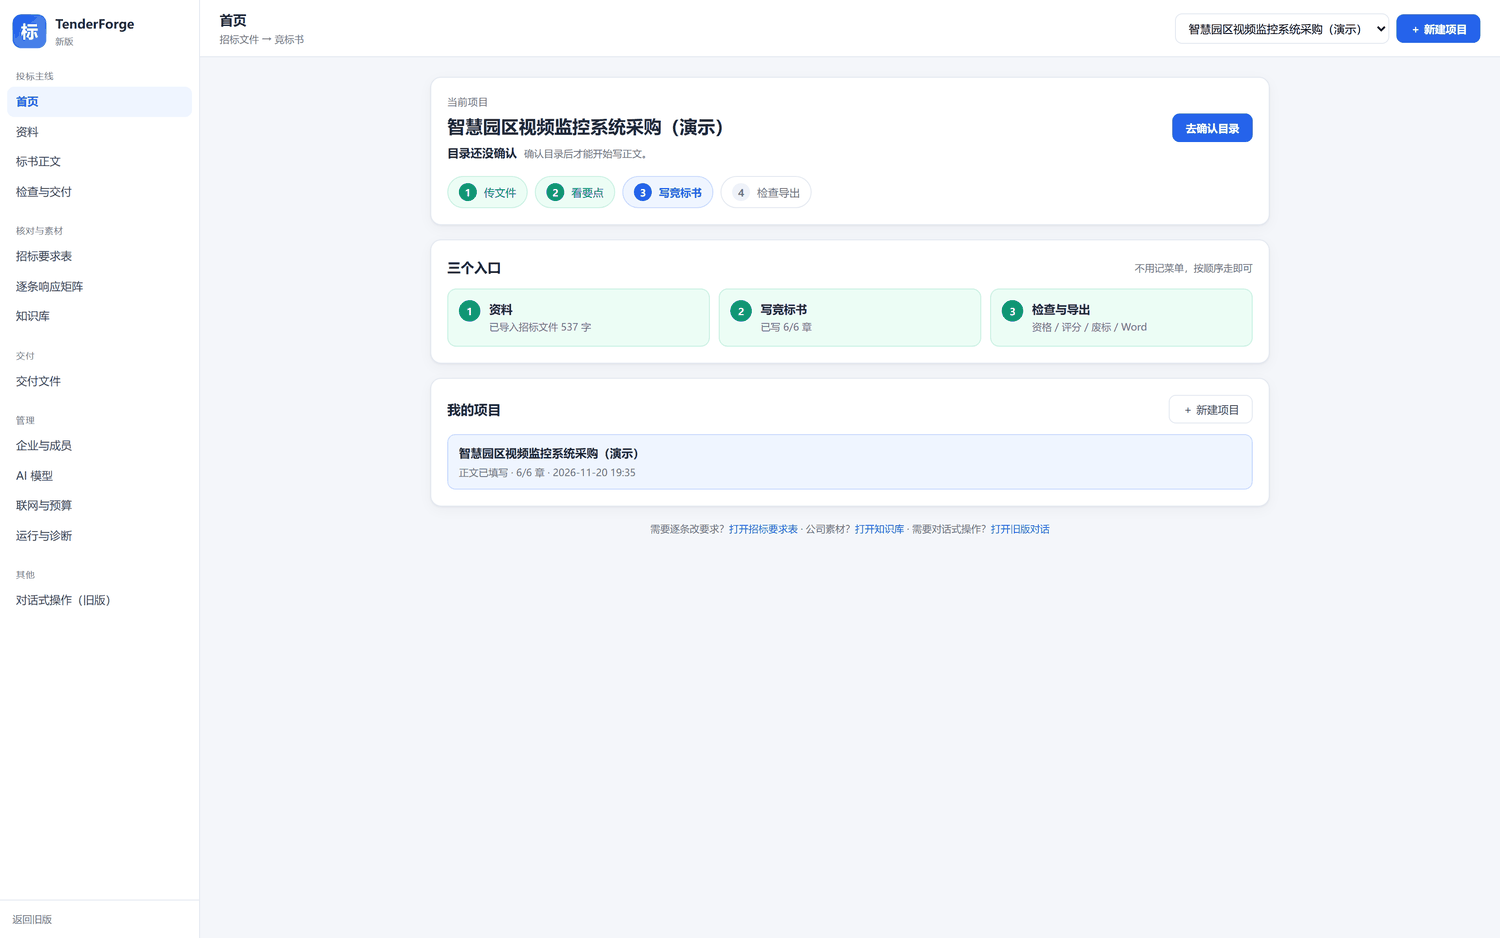 标
TenderForge
新版
投标主线
首页
资料
标书正文
检查与交付
核对与素材
招标要求表
逐条响应矩阵
知识库
交付
交付文件
管理
企业与成员
AI 模型
联网与预算
运行与诊断
其他
对话式操作（旧版）
返回旧版
首页
招标文件 → 竞标书
智慧园区视频监控系统采购（演示）
+ 新建项目
当前项目
智慧园区视频监控系统采购（演示）
目录还没确认 确认目录后才能开始写正文。
去确认目录
1 传文件 2 看要点 3 写竞标书 4 检查导出
三个入口
不用记菜单，按顺序走即可
1 资料
已导入招标文件 537 字
2 写竞标书
已写 6/6 章
3 检查与导出
资格 / 评分 / 废标 / Word
我的项目
+ 新建项目
智慧园区视频监控系统采购（演示）
正文已填写 · 6/6 章 · 2026-11-20 19:35
需要逐条改要求？打开招标要求表 · 公司素材？打开知识库 · 需要对话式操作？打开旧版对话